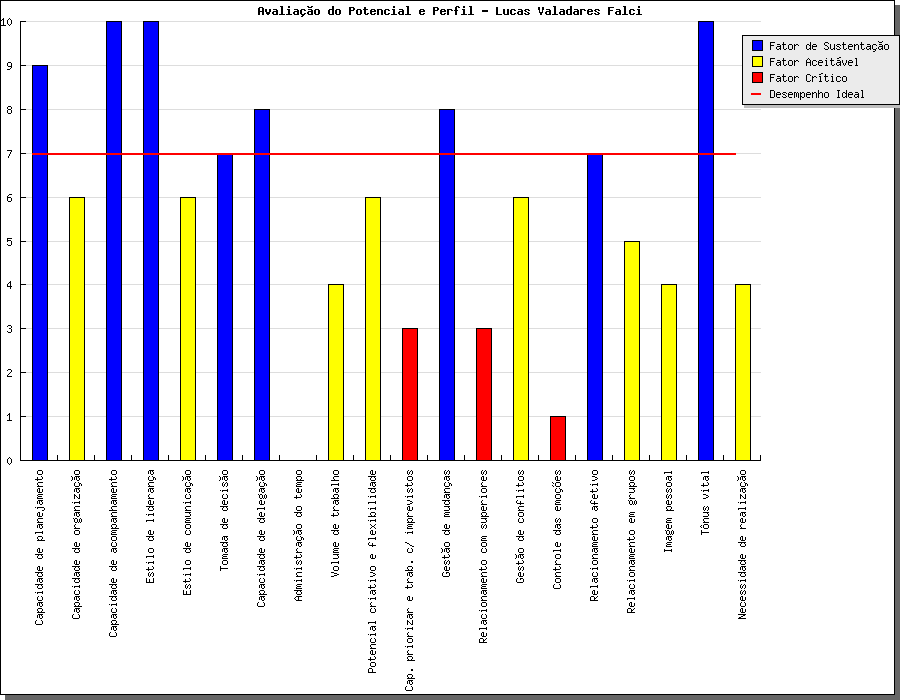 Avaliação do Potencial e Perfil - Lucas Valadares Falci
Fator de Sustentação
Fator Aceitável
Fator Crítico
Desempenho Ideal
10
9
8
7
6
5
4
3
2
1
0
Capacidade de planejamento
Capacidade de organização
Capacidade de acompanhamento
Estilo de liderança
Estilo de comunicação
Tomada de decisão
Capacidade de delegação
Administração do tempo
Volume de trabalho
Potencial criativo e flexibilidade
Cap. priorizar e trab. c/ imprevistos
Gestão de mudanças
Relacionamento com superiores
Gestão de conflitos
Controle das emoções
Relacionamento afetivo
Relacionamento em grupos
Imagem pessoal
Tônus vital
Necessidade de realização